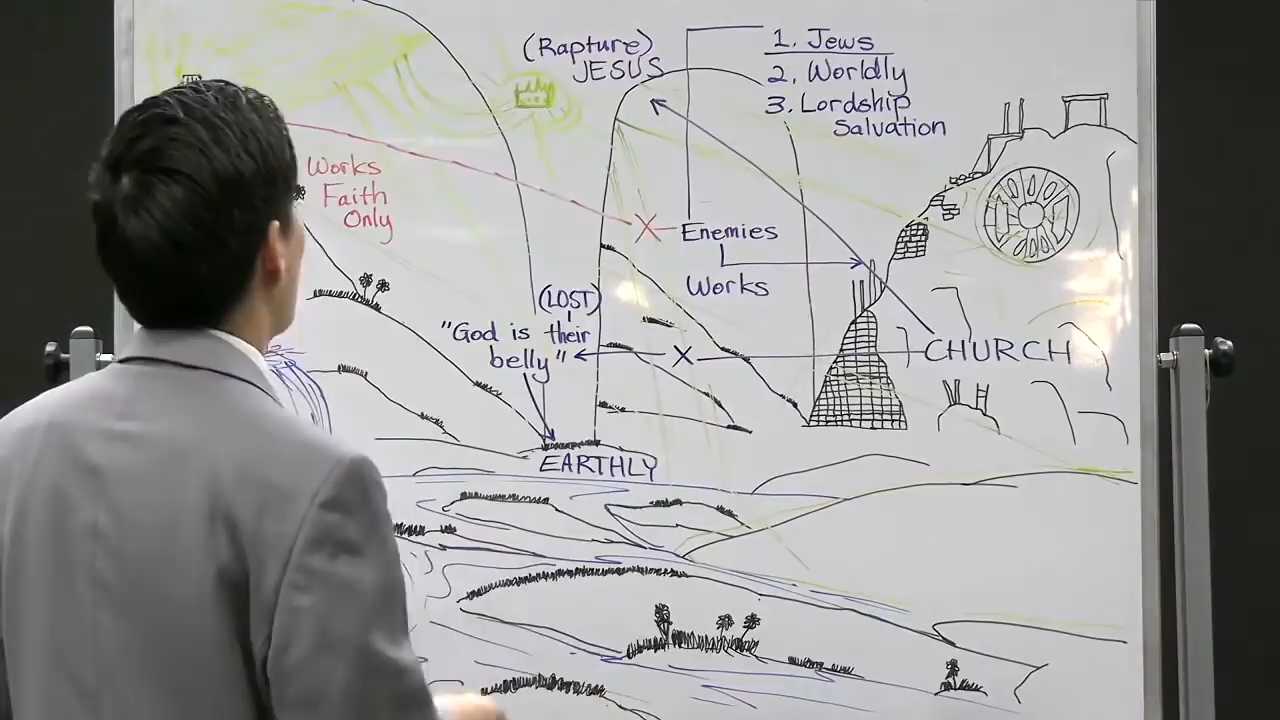 (Rapture)
JESUS
1. Jews
2. Worldly
3. Lordship
Salvation
Works
Faith
Only
X
Enemies
Works
(LOST)
"God is their
belly"
X
CHURCH
EARTHLY